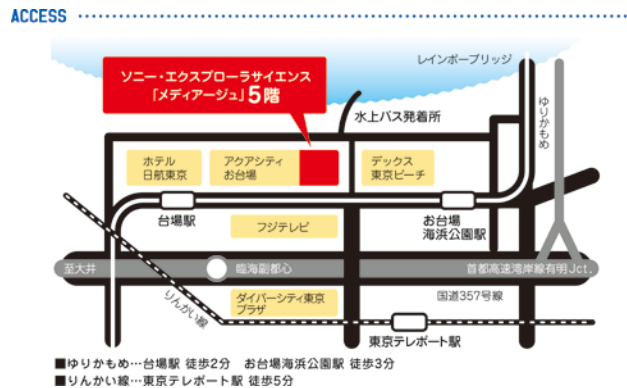 ACCESS
レインボーブリッジ
ソニー・エクスプローラサイエンス
「メディアージュ」5階
水上バス発着所
ゆりかもめ
ホテル
日航東京
アクアシティ
お台場
デックス
東京ビーチ
台場駅
お台場
海浜公園駅
フジテレビ
至大井
臨海副都心
首都高速湾岸線有明Jct.
りんかい線
ダイバーシティ東京
プラザ
国道357号線
東京テレポート駅
■ゆりかもめ…台場駅 徒歩2分 お台場海浜公園駅 徒歩3分
■りんかい線…東京テレポート駅 徒歩5分